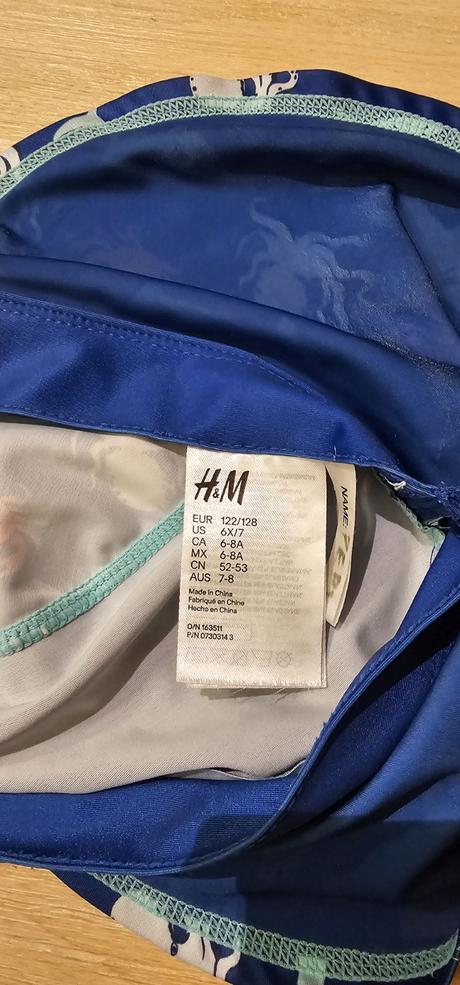 H&M
EUR 122/128
US 6X/7
CA 6-8A
MX 6-8A
CN 52-53
AUS 7-8
Made in China
Fabriqué en Chine
Hecho en China
O/N 163511
P/N 0730314 3
NAME: